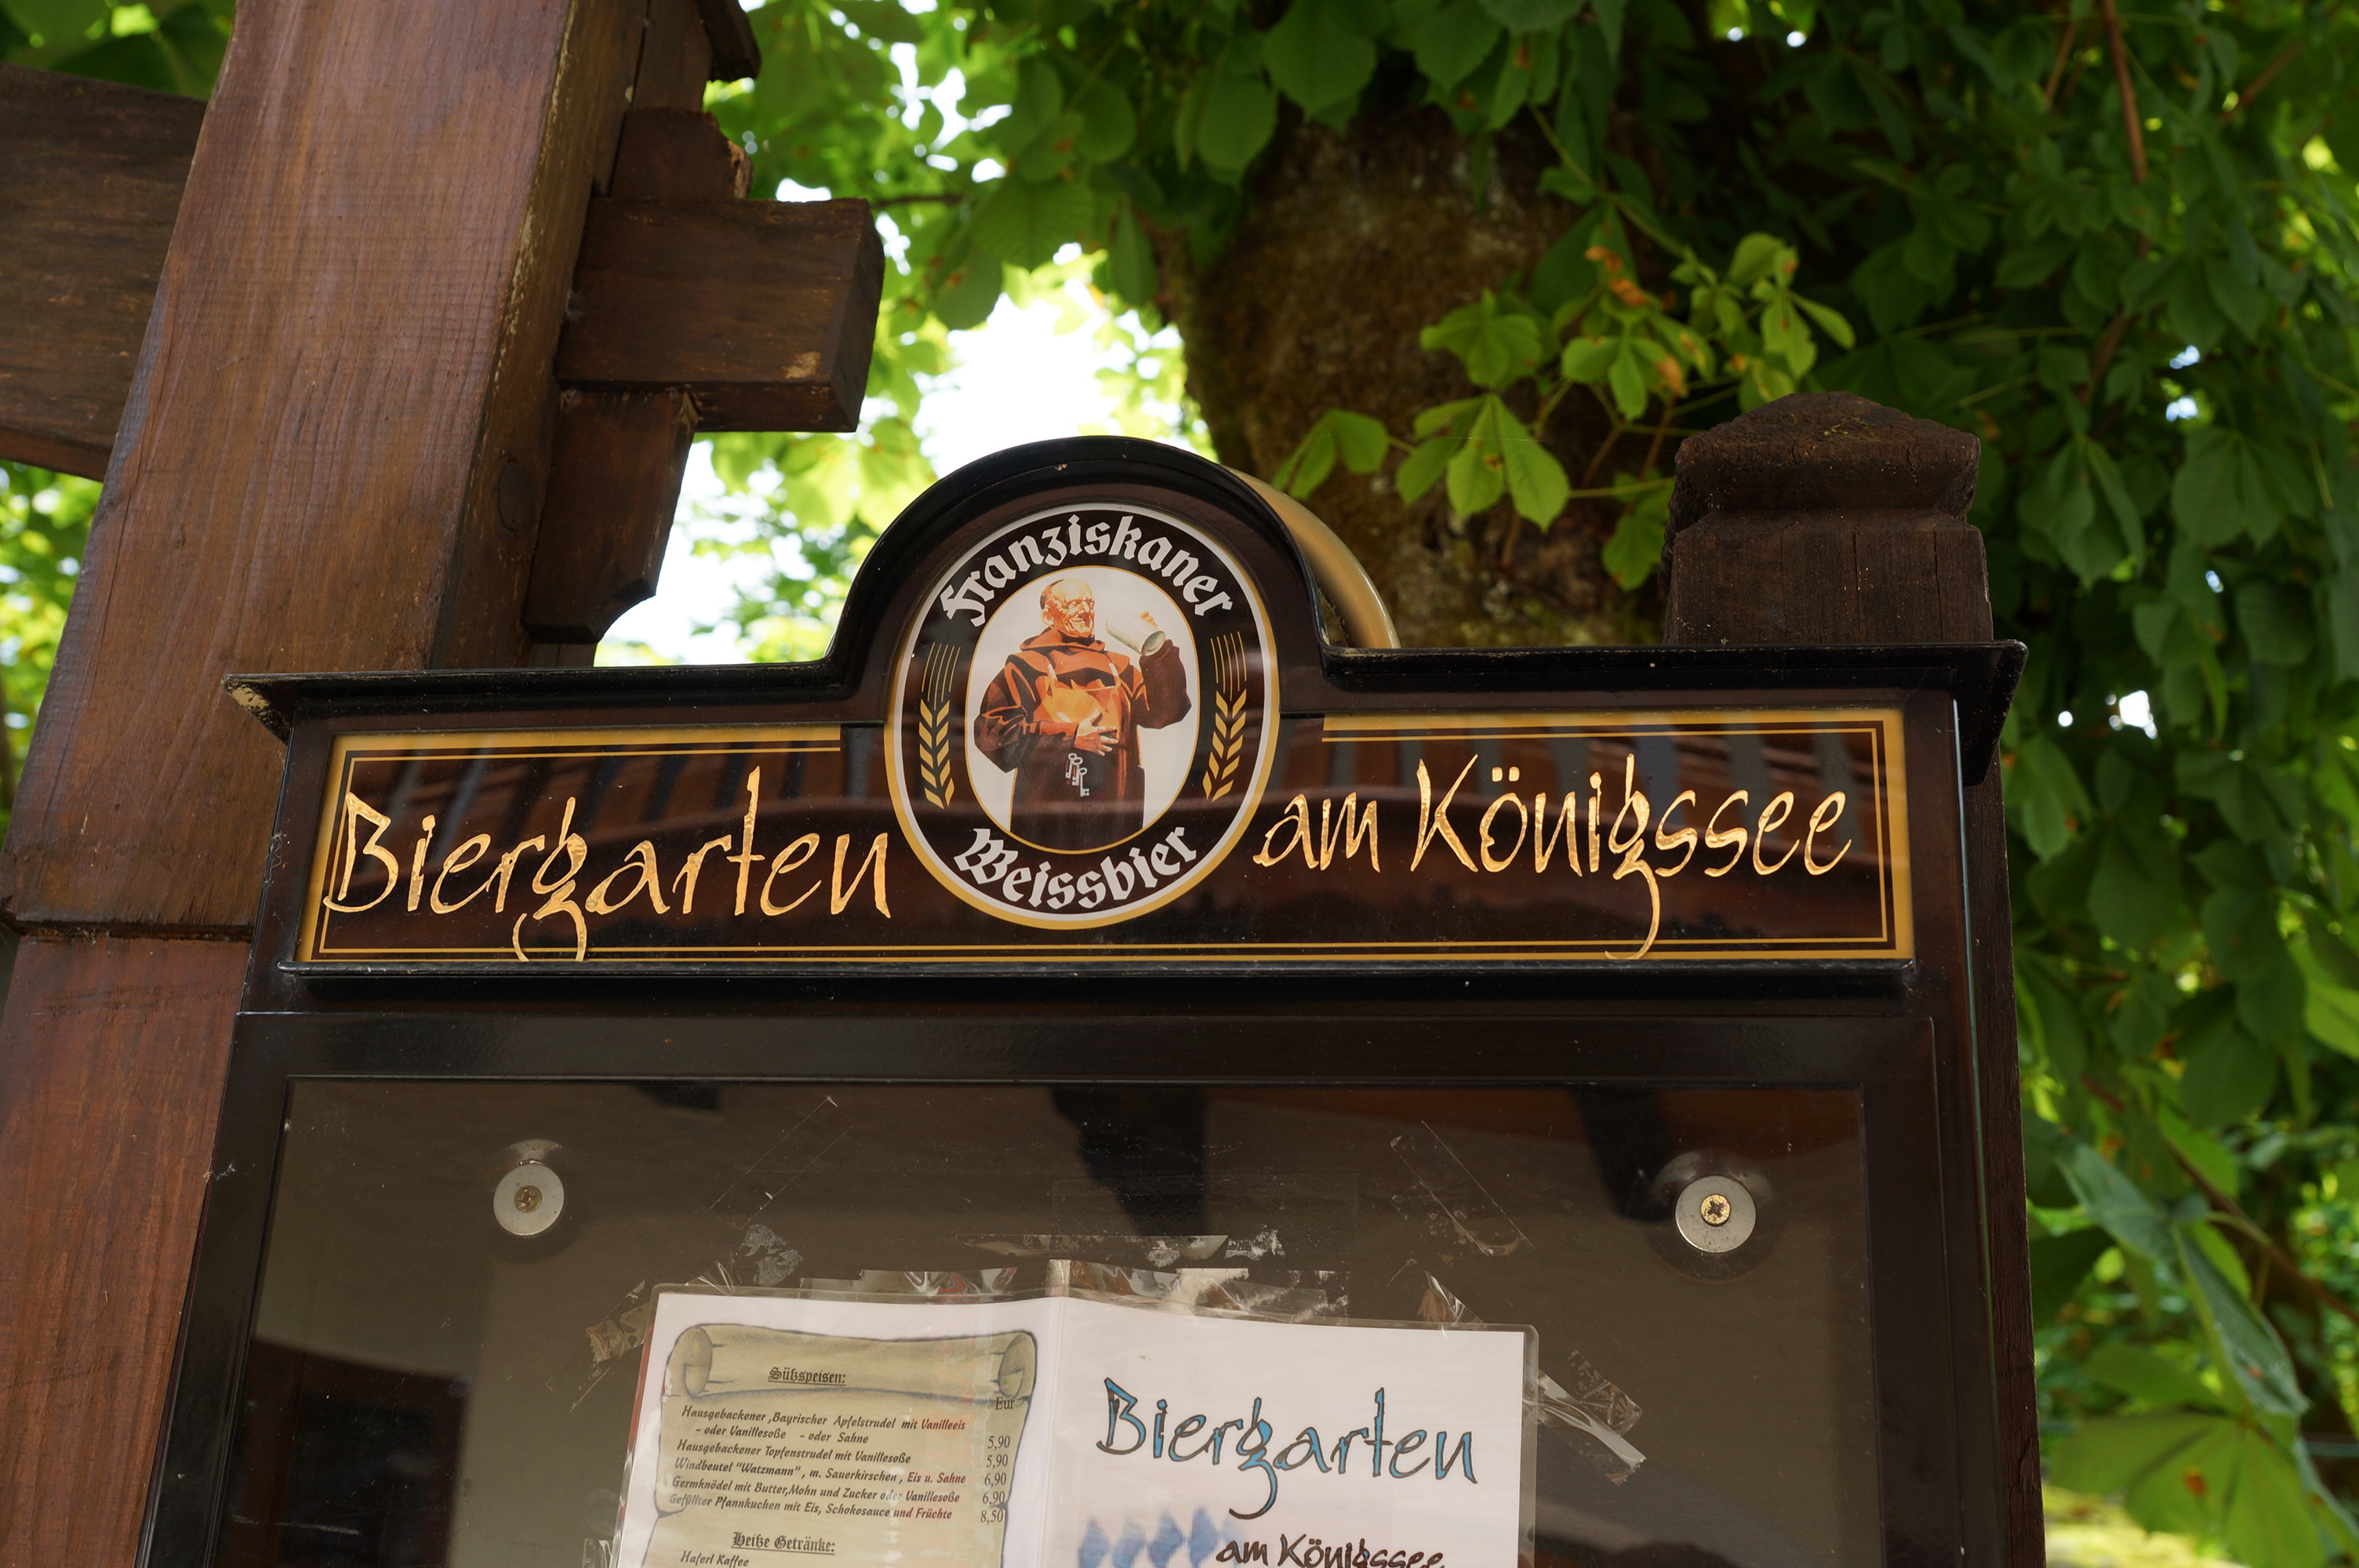 Franziskaner
Weissbier
Biergarten am Königssee
Süßspeisen:
Eur
Hausgebackener ,Bayrischer Apfelstrudel mit Vanilleeis
- oder Vanillesoße - oder Sahne 5,90
Hausgebackener Topfenstrudel mit Vanillesoße 5,90
Windbeutel "Watzmann", m. Sauerkirschen, Eis u. Sahne 6,90
Germknödel mit Butter,Mohn und Zucker oder Vanillesoße 6,90
Gefüllter Pfannkuchen mit Eis, Schokosauce und Früchte 8,50
Heiße Getränke:
Haferl Kaffee
Biergarten
am Königssee